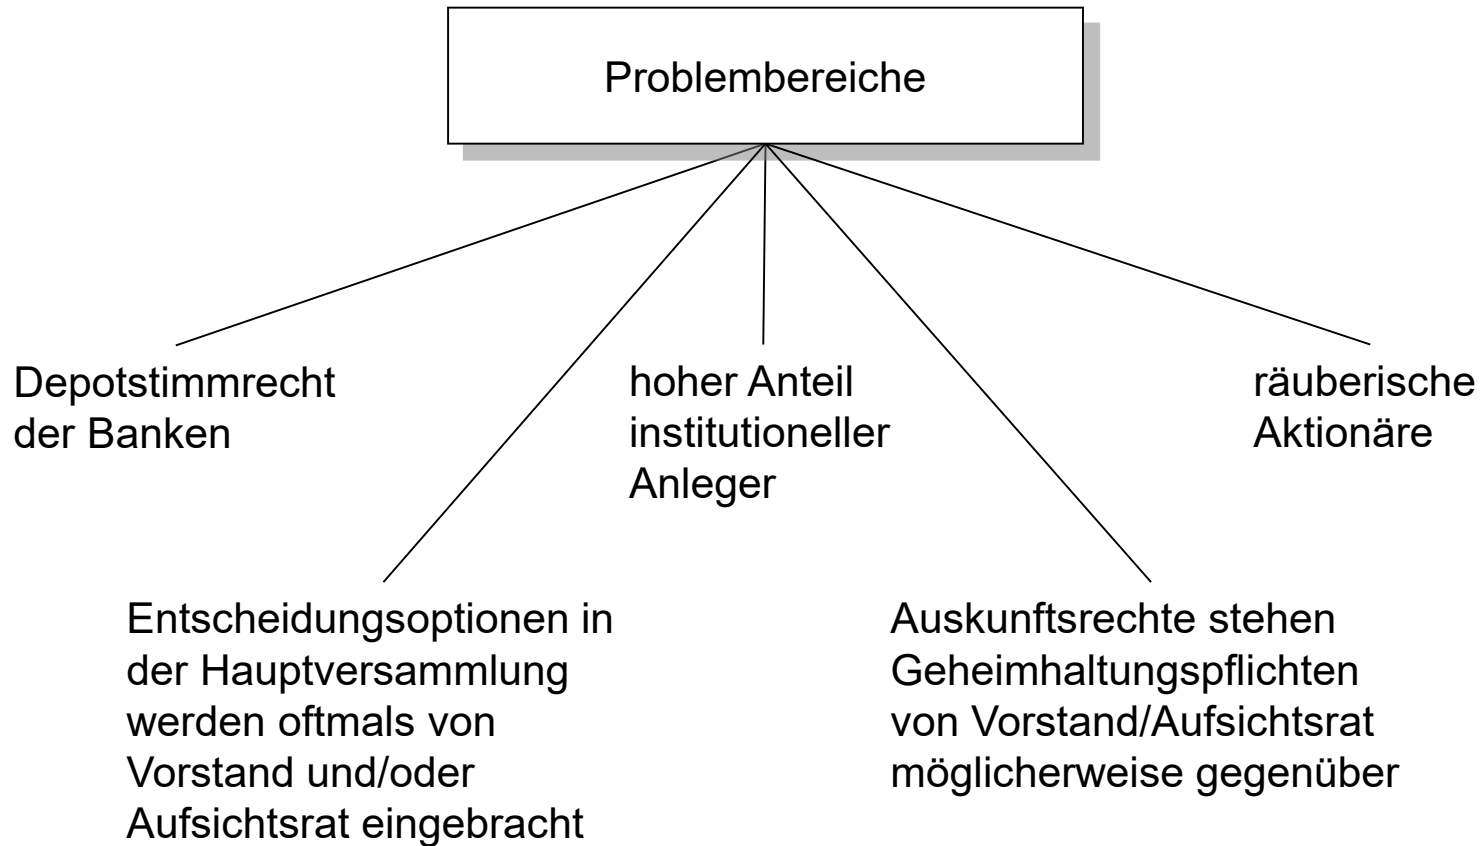 Problembereiche
Depotstimmrecht
der Banken
hoher Anteil
institutioneller
Anleger
räuberische
Aktionäre
Entscheidungsoptionen in
der Hauptversammlung
werden oftmals von
Vorstand und/oder
Aufsichtsrat eingebracht
Auskunftsrechte stehen
Geheimhaltungspflichten
von Vorstand/Aufsichtsrat
möglicherweise gegenüber